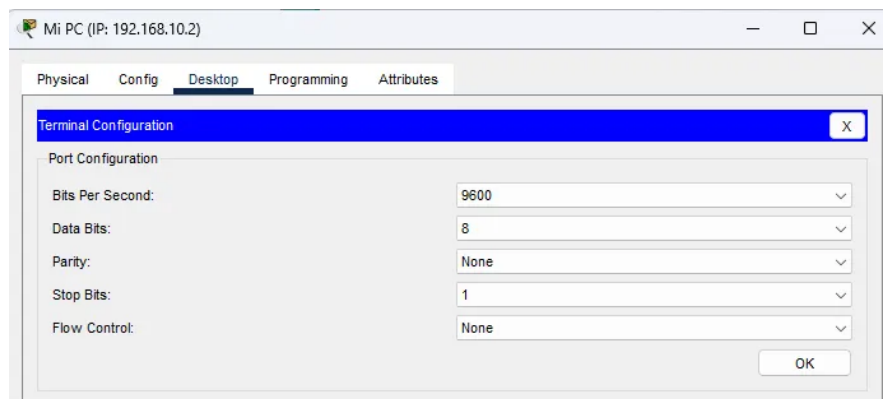 Mi PC (IP: 192.168.10.2)
Physical Config Desktop Programming Attributes
Terminal Configuration X
Port Configuration
Bits Per Second: 9600
Data Bits: 8
Parity: None
Stop Bits: 1
Flow Control: None
OK